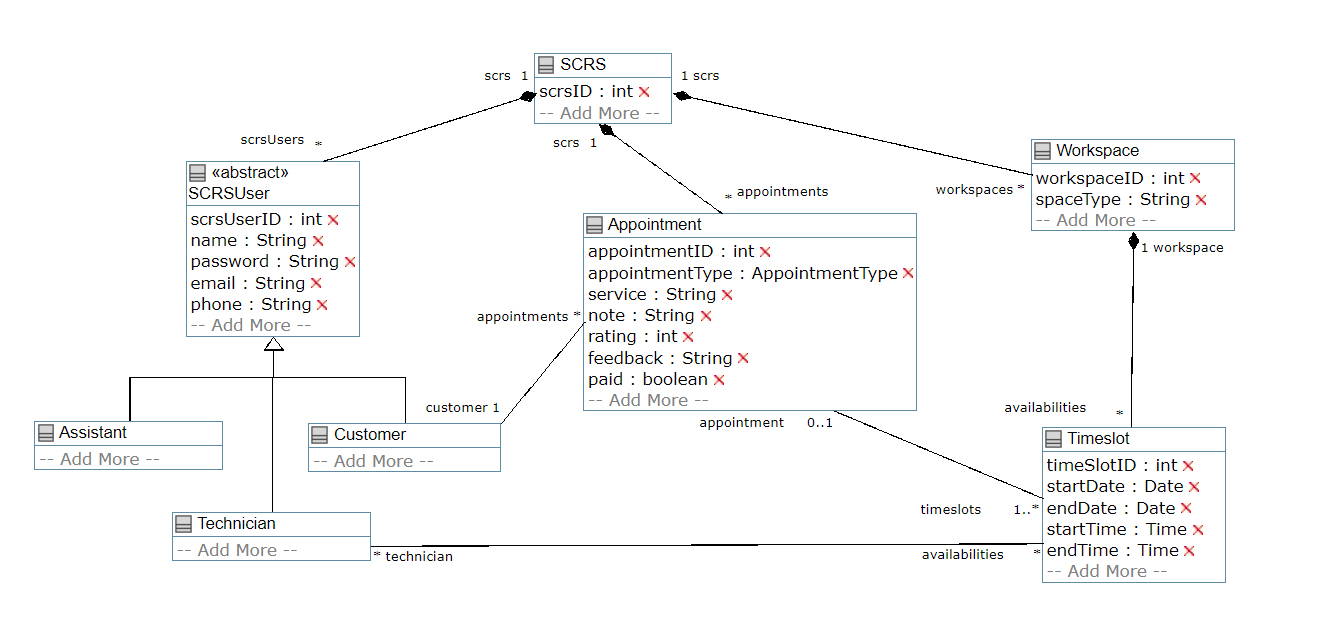 SCRS
scrsID : int
-- Add More --
scrs 1
1 scrs
scrs 1
scrsUsers *
* appointments
workspaces *
«abstract»
SCRSUser
scrsUserID : int
name : String
password : String
email : String
phone : String
-- Add More --
Appointment
appointmentID : int
appointmentType : AppointmentType
service : String
note : String
rating : int
feedback : String
paid : boolean
-- Add More --
Workspace
workspaceID : int
spaceType : String
-- Add More --
1 workspace
appointments *
customer 1
appointment 0..1
availabilities *
Assistant
-- Add More --
Customer
-- Add More --
Timeslot
timeSlotID : int
startDate : Date
endDate : Date
startTime : Time
endTime : Time
-- Add More --
timeslots 1..*
Technician
-- Add More --
* technician
availabilities *